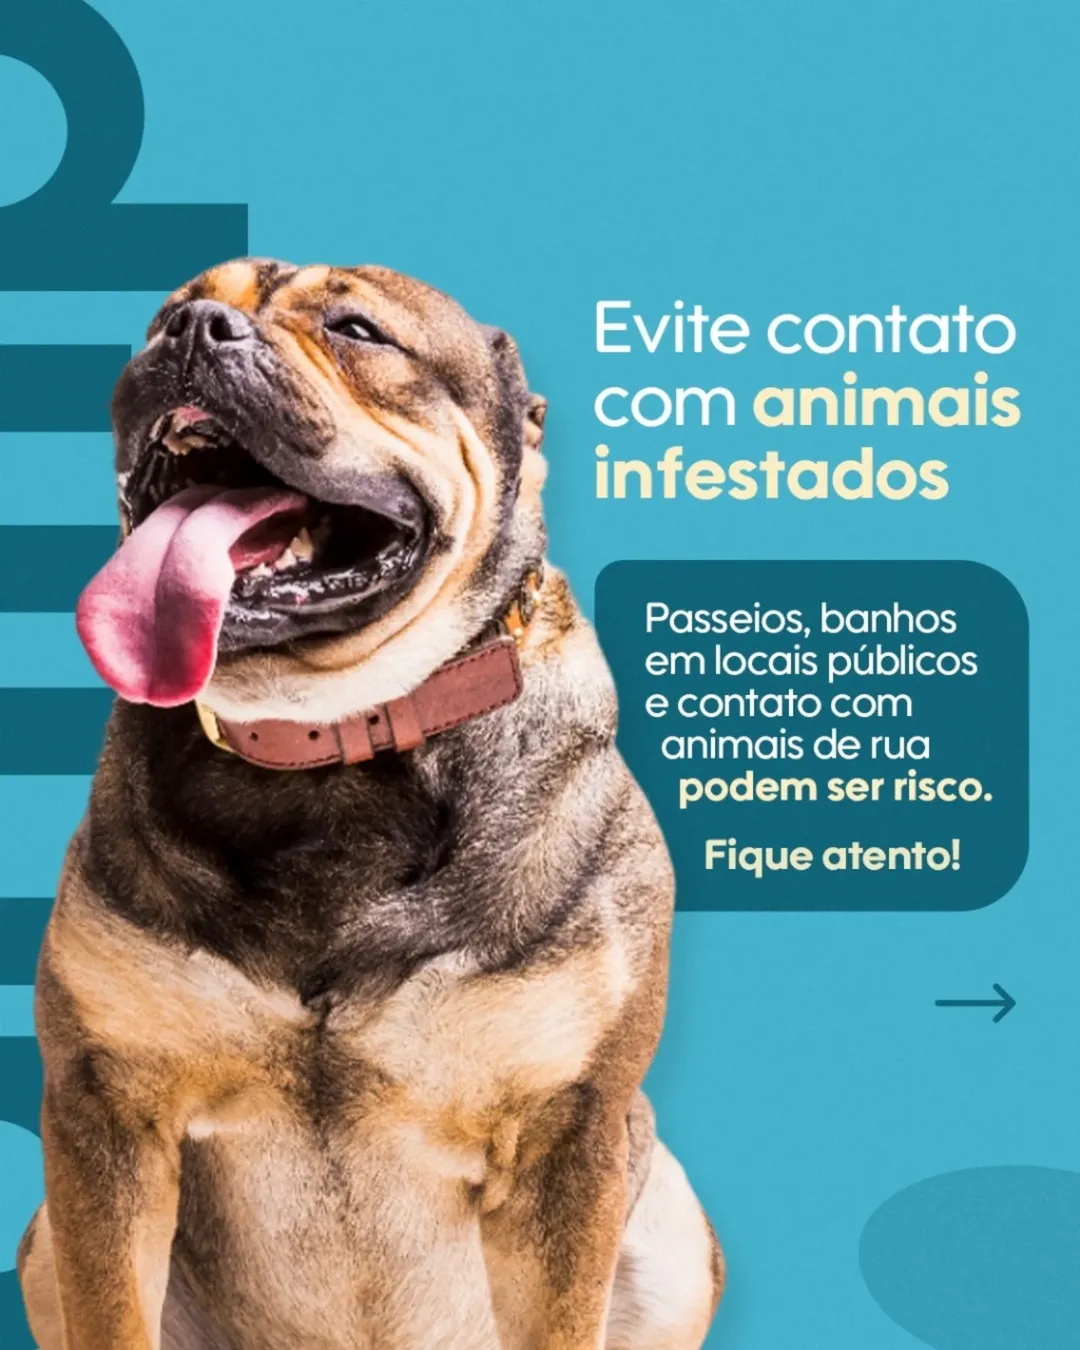 Evite contato
com animais
infestados
Passeios, banhos
em locais públicos
e contato com
animais de rua
podem ser risco.
Fique atento!